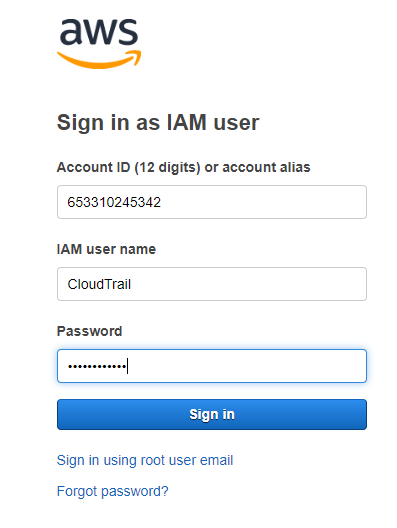 aws
Sign in as IAM user
Account ID (12 digits) or account alias
653310245342
IAM user name
CloudTrail
Password
••••••••••••
Sign in
Sign in using root user email
Forgot password?